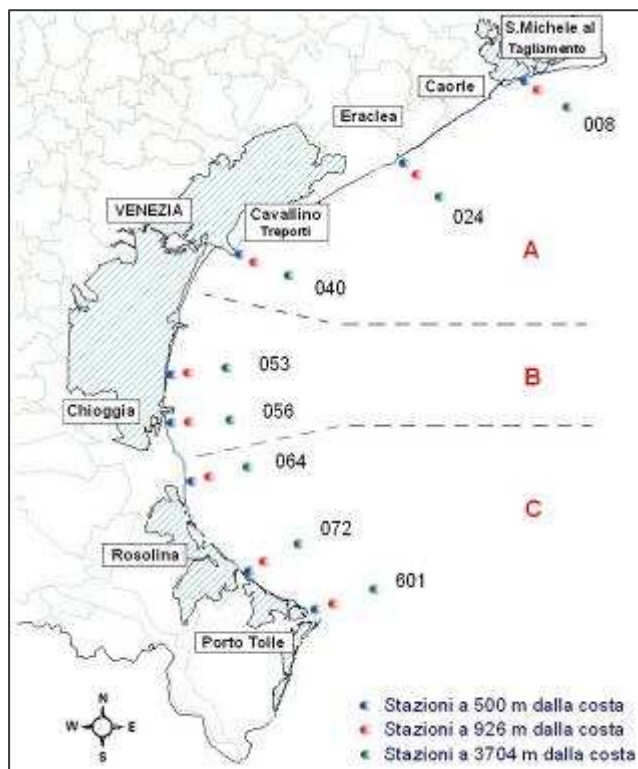 S.Michele al
Tagliamento
Caorle
008
Eraclea
024
VENEZIA
Cavallino
Treporti
A
040
053
B
Chioggia
056
064
C
072
Rosolina
601
Porto Tolle
N
W E
S
Stazioni a 500 m dalla costa
Stazioni a 926 m dalla costa
Stazioni a 3704 m dalla costa